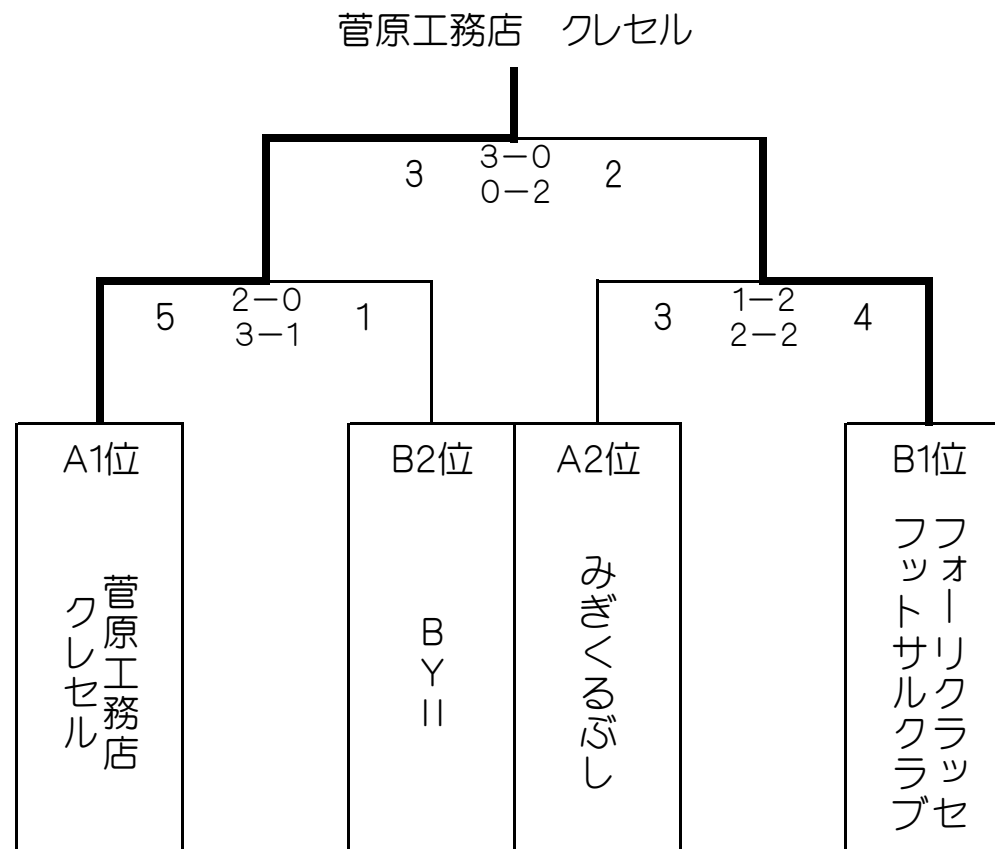 菅原工務店　クレセル
3　3－0　2
0－2
5　2－0　1
3－1
3　1－2　4
2－2
A1位
B2位
A2位
B1位
菅原工務店
クレセル
BYII
みぎくるぶし
フォーリクラッセ
フットサルクラブ